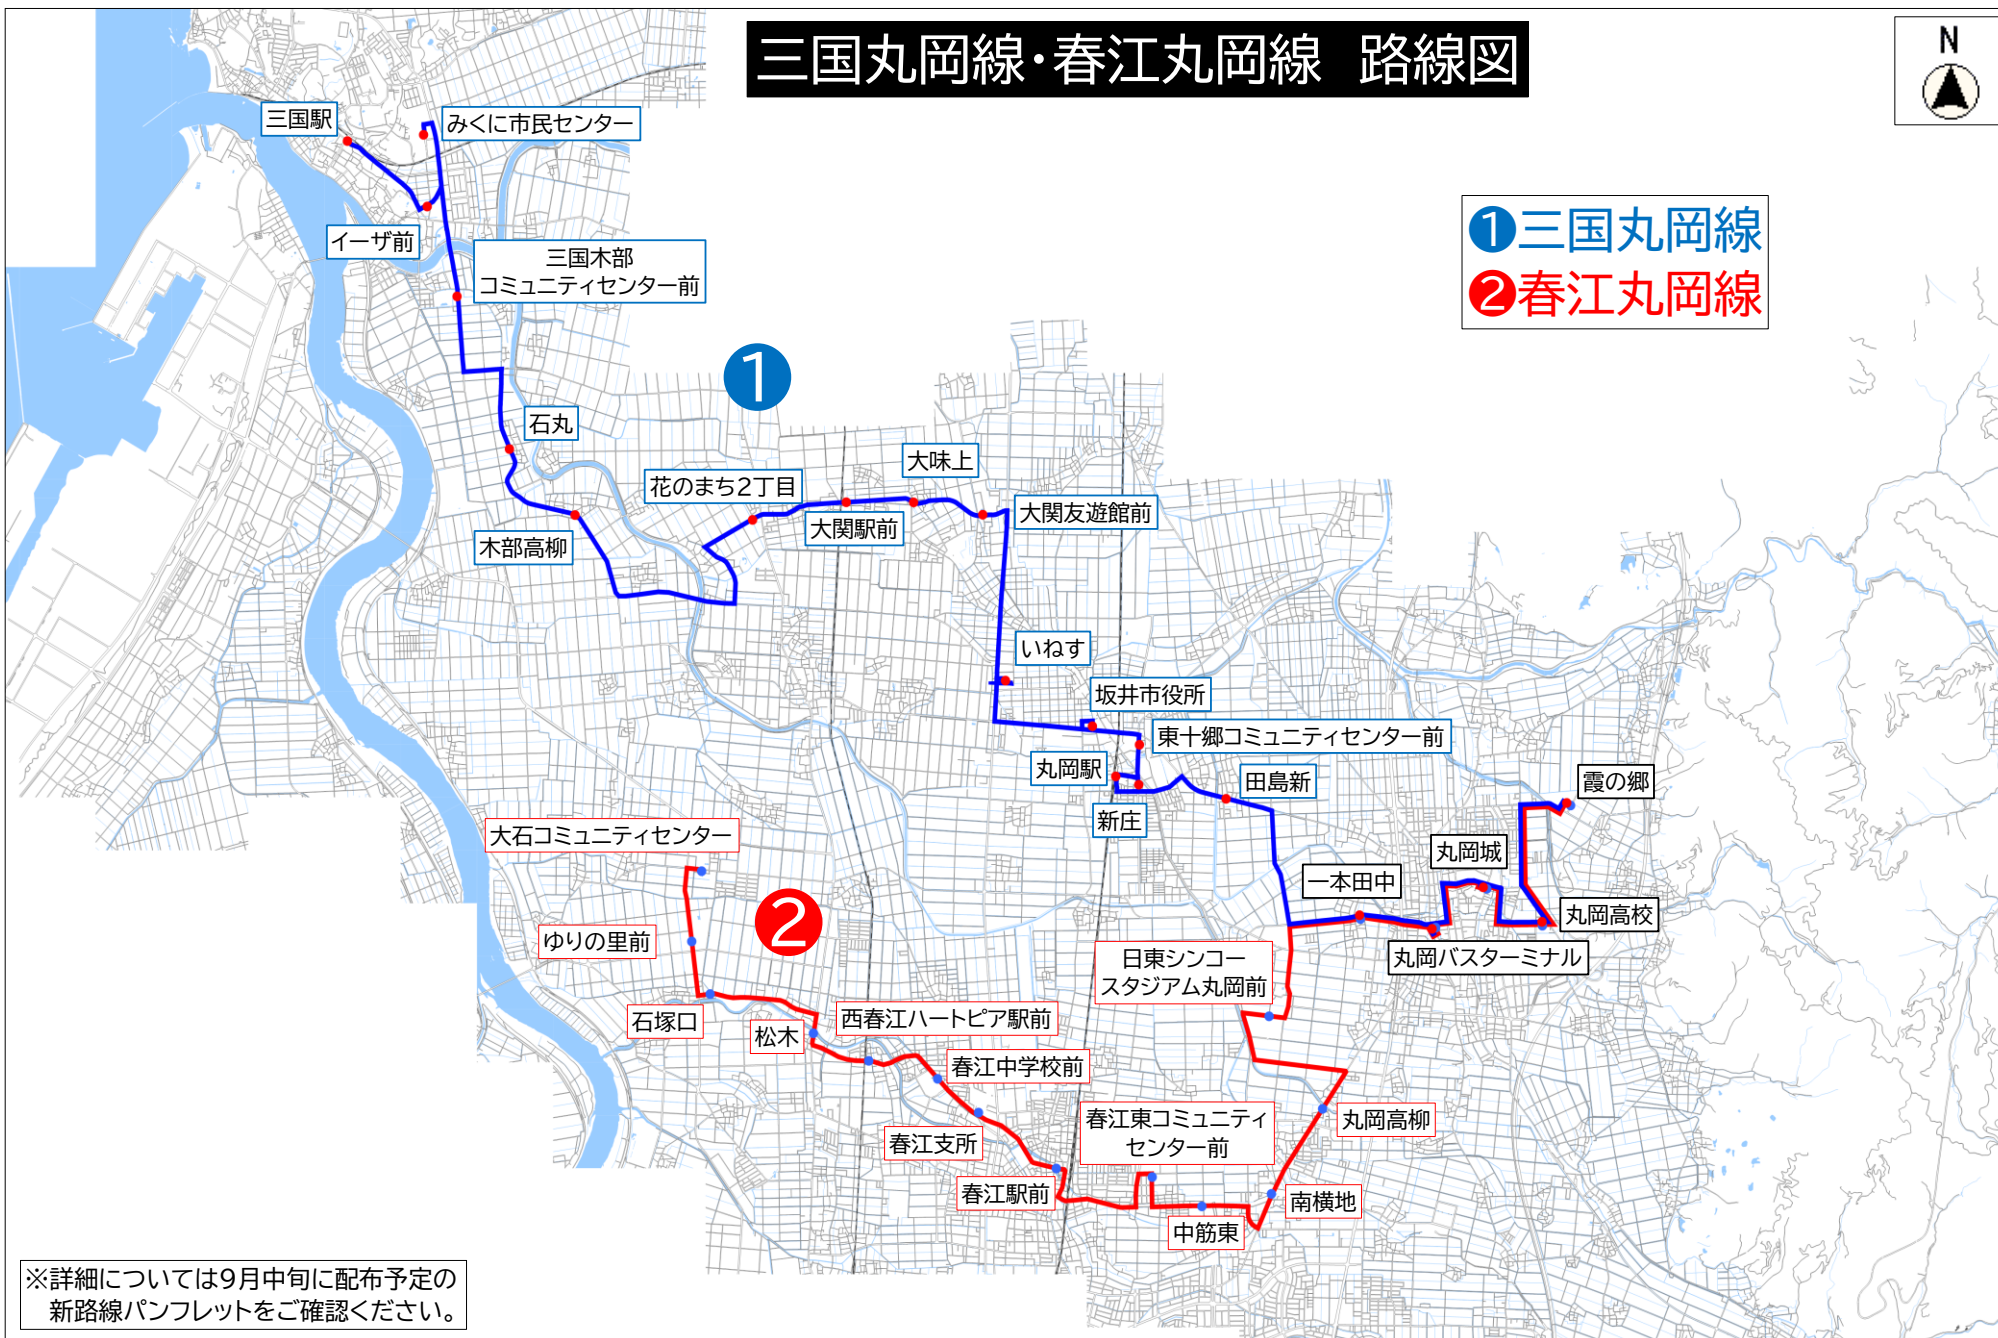 三国丸岡線・春江丸岡線　路線図
N
三国駅
みくに市民センター
❶三国丸岡線
❷春江丸岡線
イーザ前
三国木部
コミュニティセンター前
1
石丸
大味上
花のまち2丁目
大関友遊館前
大関駅前
木部高柳
いねす
坂井市役所
東十郷コミュニティセンター前
丸岡駅
田島新
霞の郷
新庄
大石コミュニティセンター
丸岡城
一本田中
2
丸岡高校
ゆりの里前
丸岡バスターミナル
日東シンコー
スタジアム丸岡前
石塚口
西春江ハートピア駅前
松木
春江中学校前
春江東コミュニティ
センター前
丸岡高柳
春江支所
春江駅前
南横地
中筋東
※詳細については9月中旬に配布予定の
新路線パンフレットをご確認ください。